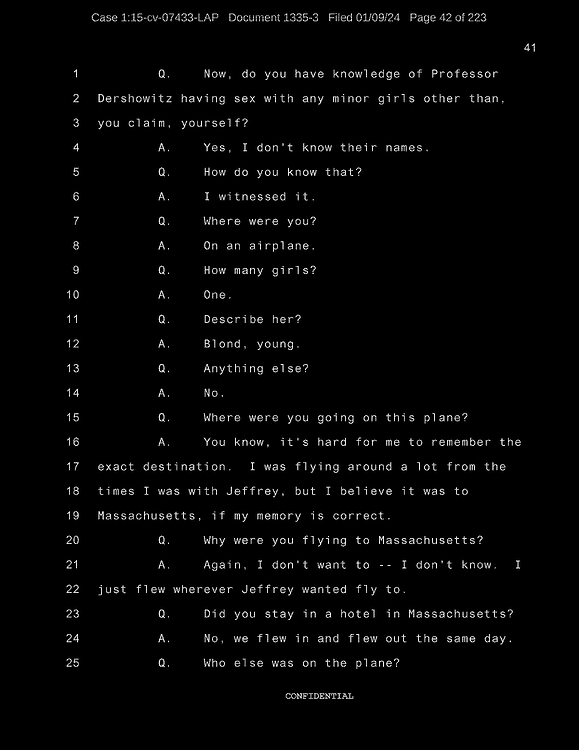 Case 1:15-cv-07433-LAP Document 1335-3 Filed 01/09/24 Page 42 of 223
41
1 Q. Now, do you have knowledge of Professor
2 Dershowitz having sex with any minor girls other than,
3 you claim, yourself?
4 A. Yes, I don't know their names.
5 Q. How do you know that?
6 A. I witnessed it.
7 Q. Where were you?
8 A. On an airplane.
9 Q. How many girls?
10 A. One.
11 Q. Describe her?
12 A. Blond, young.
13 Q. Anything else?
14 A. No.
15 Q. Where were you going on this plane?
16 A. You know, it's hard for me to remember the
17 exact destination. I was flying around a lot from the
18 times I was with Jeffrey, but I believe it was to
19 Massachusetts, if my memory is correct.
20 Q. Why were you flying to Massachusetts?
21 A. Again, I don't want to -- I don't know. I
22 just flew wherever Jeffrey wanted fly to.
23 Q. Did you stay in a hotel in Massachusetts?
24 A. No, we flew in and flew out the same day.
25 Q. Who else was on the plane?
CONFIDENTIAL